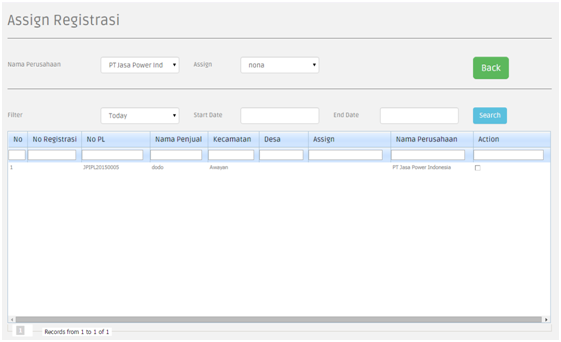 Assign Registrasi
Nama Perusahaan PT Jasa Power Ind Assign nona Back
Filter Today Start Date End Date Search
No No Registrasi No PL Nama Penjual Kecamatan Desa Assign Nama Perusahaan Action
1 JPIPL20150005 dodo Awayan PT Jasa Power Indonesia
1 Records from 1 to 1 of 1